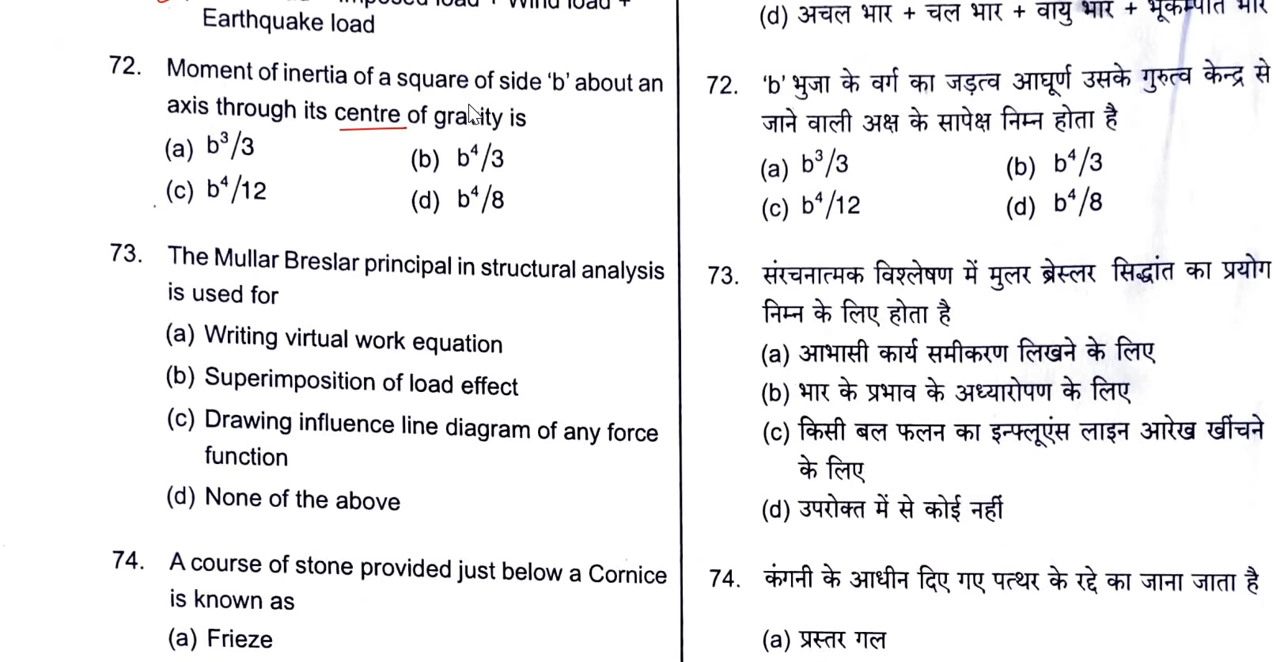 Earthquake load
72. Moment of inertia of a square of side 'b' about an
axis through its centre of gravity is
(a) b³/3
(b) b⁴/3
(c) b⁴/12
(d) b⁴/8
73. The Mullar Breslar principal in structural analysis
is used for
(a) Writing virtual work equation
(b) Superimposition of load effect
(c) Drawing influence line diagram of any force
function
(d) None of the above
74. A course of stone provided just below a Cornice
is known as
(a) Frieze
(d) अचल भार + चल भार + वायु भार + भूकम्पीत भार
72. 'b' भुजा के वर्ग का जड़त्व आघूर्ण उसके गुरुत्व केन्द्र से
जाने वाली अक्ष के सापेक्ष निम्न होता है
(a) b³/3
(b) b⁴/3
(c) b⁴/12
(d) b⁴/8
73. संरचनात्मक विश्लेषण में मुलर ब्रेस्लर सिद्धांत का प्रयोग
निम्न के लिए होता है
(a) आभासी कार्य समीकरण लिखने के लिए
(b) भार के प्रभाव के अध्यारोपण के लिए
(c) किसी बल फलन का इन्फ्लूएंस लाइन आरेख खींचने
के लिए
(d) उपरोक्त में से कोई नहीं
74. कंगनी के आधीन दिए गए पत्थर के रद्दे का जाना जाता है
(a) प्रस्तर गल